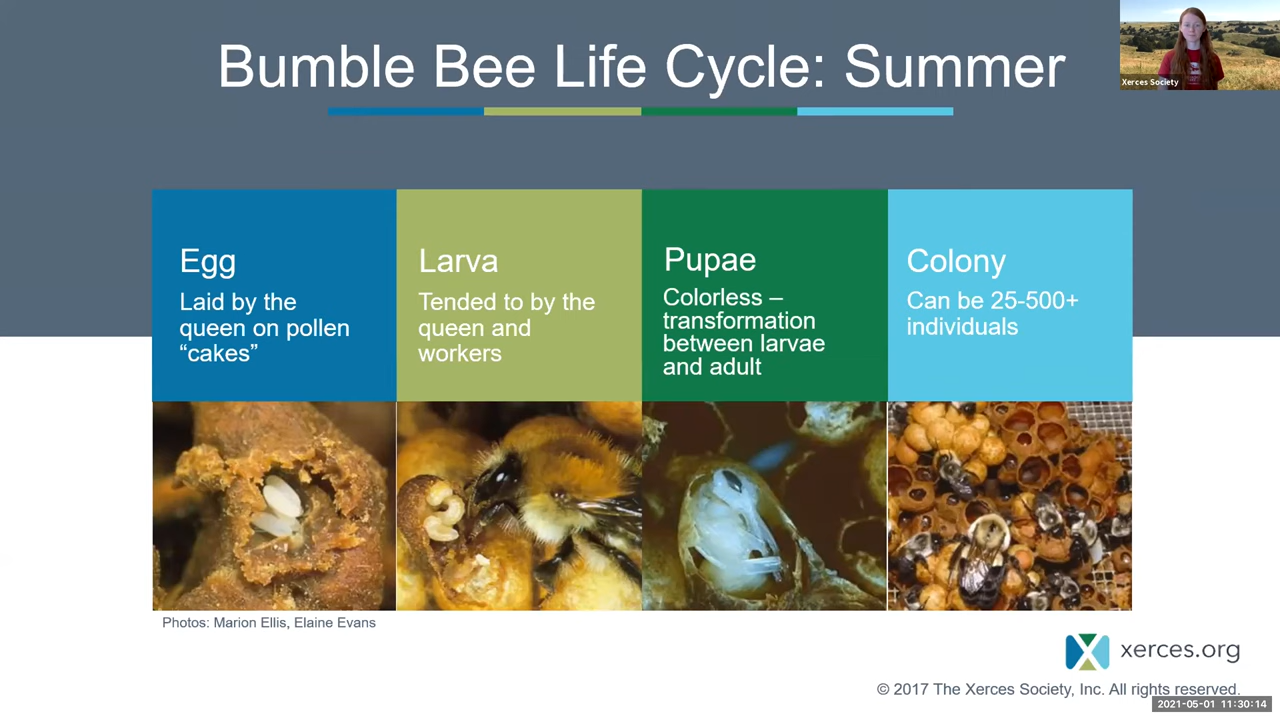 Bumble Bee Life Cycle: Summer
Xerces Society
Egg
Laid by the
queen on pollen
“cakes”
Larva
Tended to by the
queen and
workers
Pupae
Colorless –
transformation
between larvae
and adult
Colony
Can be 25-500+
individuals
Photos: Marion Ellis, Elaine Evans
xerces.org
© 2017 The Xerces Society, Inc. All rights reserved.
2021-05-01 11:30:14